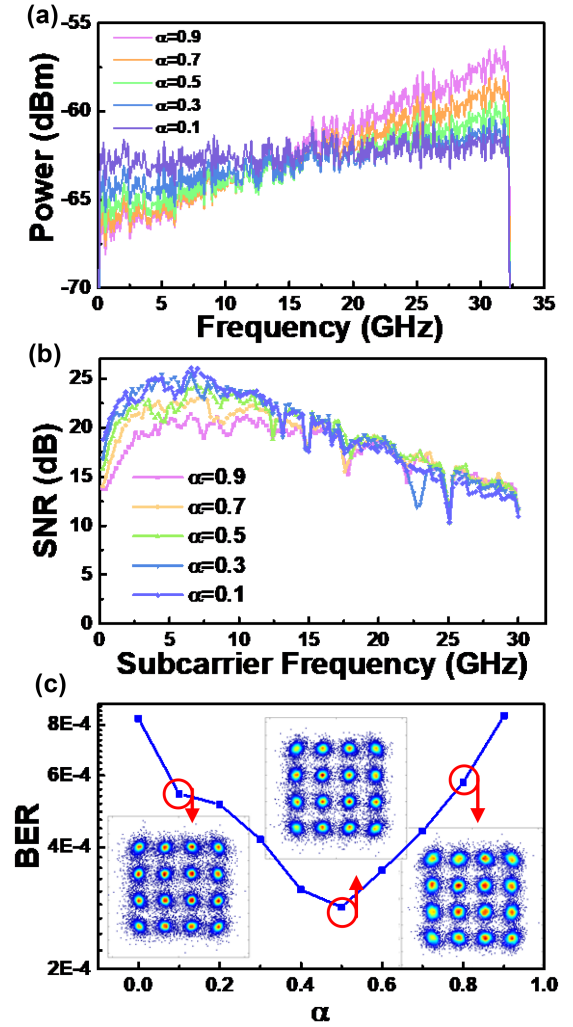 (a)
-55
α=0.9
α=0.7
α=0.5
α=0.3
α=0.1
-60
-65
-70
Power (dBm)
0 5 10 15 20 25 30 35
Frequency (GHz)
(b)
25
20
15
10
5
0
SNR (dB)
α=0.9
α=0.7
α=0.5
α=0.3
α=0.1
0 5 10 15 20 25 30
Subcarrier Frequency (GHz)
(c)
8E-4
6E-4
4E-4
2E-4
BER
0.0 0.2 0.4 0.6 0.8 1.0
α